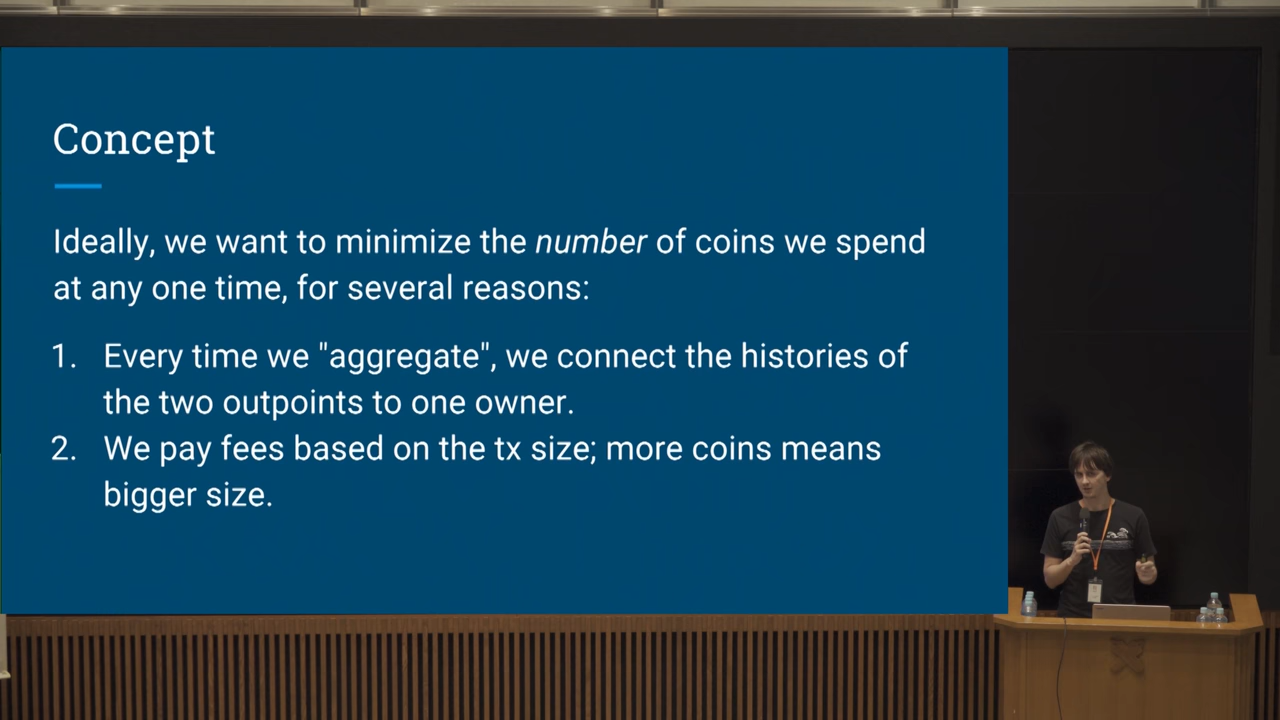 Concept
Ideally, we want to minimize the number of coins we spend
at any one time, for several reasons:
1. Every time we "aggregate", we connect the histories of
the two outpoints to one owner.
2. We pay fees based on the tx size; more coins means
bigger size.